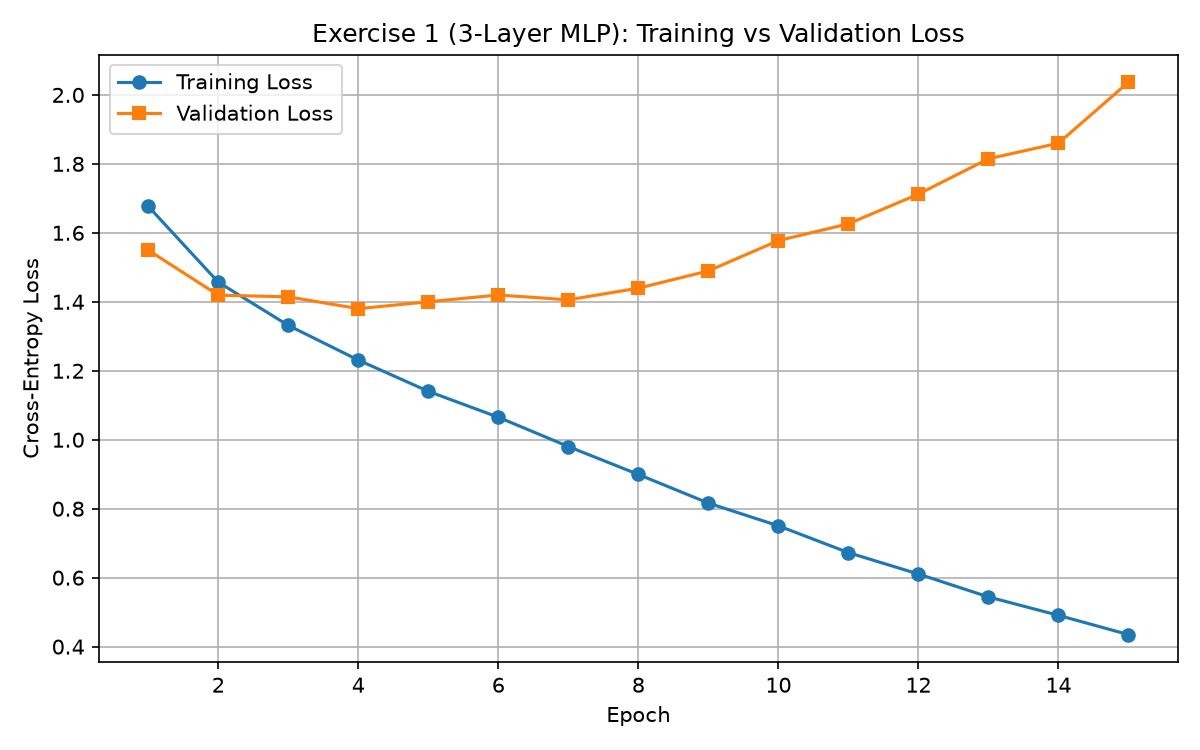 Exercise 1 (3-Layer MLP): Training vs Validation Loss
Training Loss
Validation Loss
Cross-Entropy Loss
2.0
1.8
1.6
1.4
1.2
1.0
0.8
0.6
0.4
2 4 6 8 10 12 14
Epoch